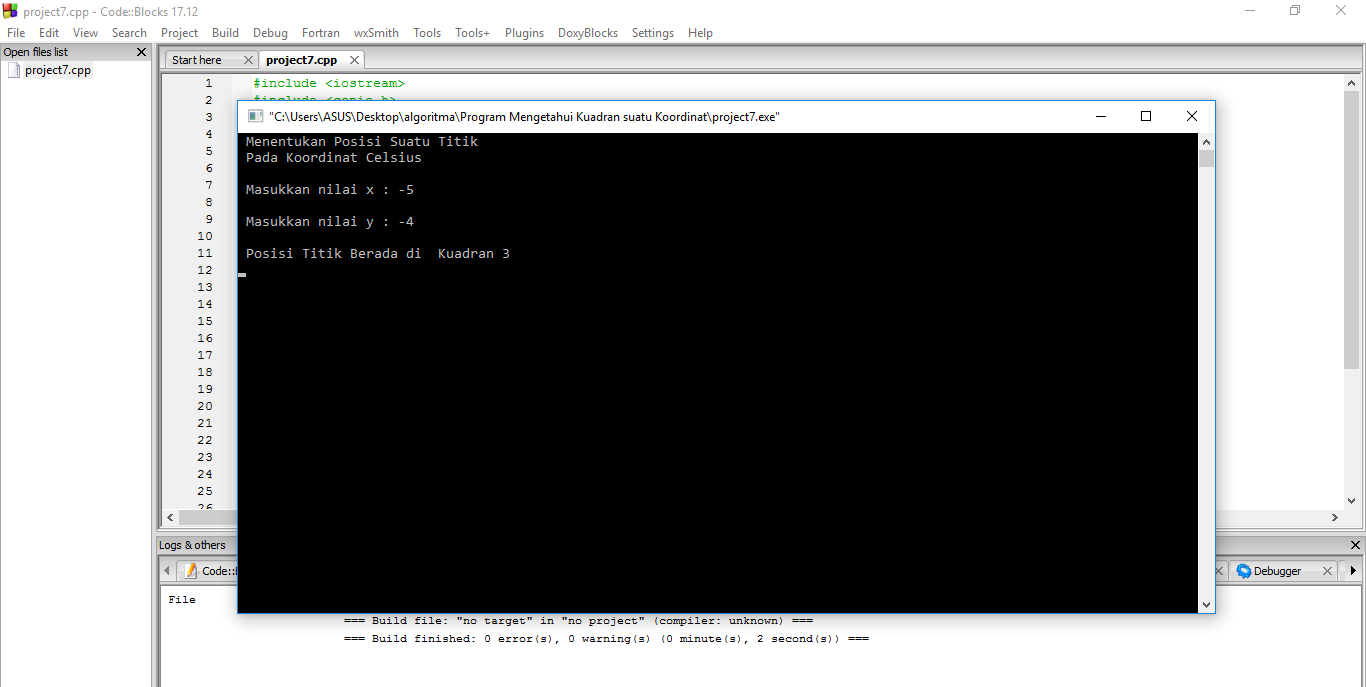 project7.cpp - Code::Blocks 17.12
File Edit View Search Project Build Debug Fortran wxSmith Tools Tools+ Plugins DoxyBlocks Settings Help
Open files list
project7.cpp
Start here project7.cpp
1 #include <iostream>
2 #include <conio.h>
"C:\Users\ASUS\Desktop\algoritma\Program Mengetahui Kuadran suatu Koordinat\project7.exe"
Menentukan Posisi Suatu Titik
Pada Koordinat Celsius
Masukkan nilai x : -5
Masukkan nilai y : -4
Posisi Titik Berada di  Kuadran 3
3
4
5
6
7
8
9
10
11
12
13
14
15
16
17
18
19
20
21
22
23
24
25
26
Logs & others
Code:: Debugger
File
=== Build file: "no target" in "no project" (compiler: unknown) ===
=== Build finished: 0 error(s), 0 warning(s) (0 minute(s), 2 second(s)) ===